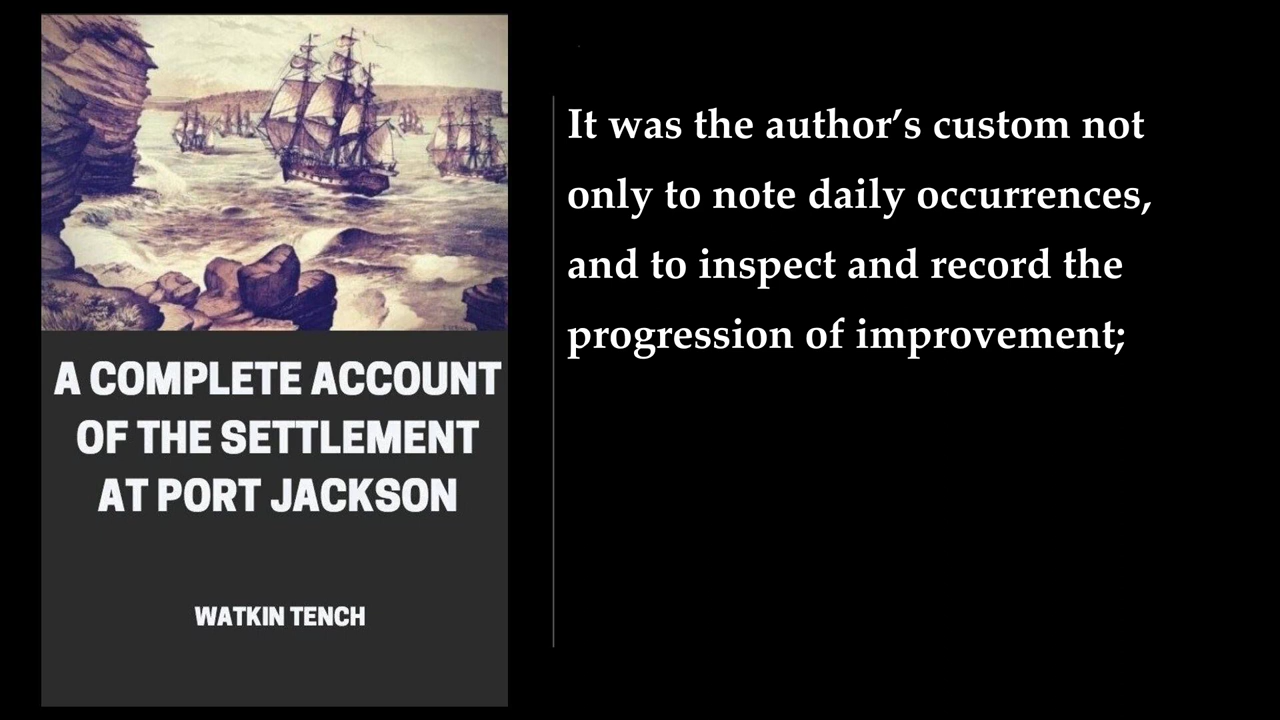 A COMPLETE ACCOUNT
OF THE SETTLEMENT
AT PORT JACKSON
WATKIN TENCH
It was the author’s custom not
only to note daily occurrences,
and to inspect and record the
progression of improvement;